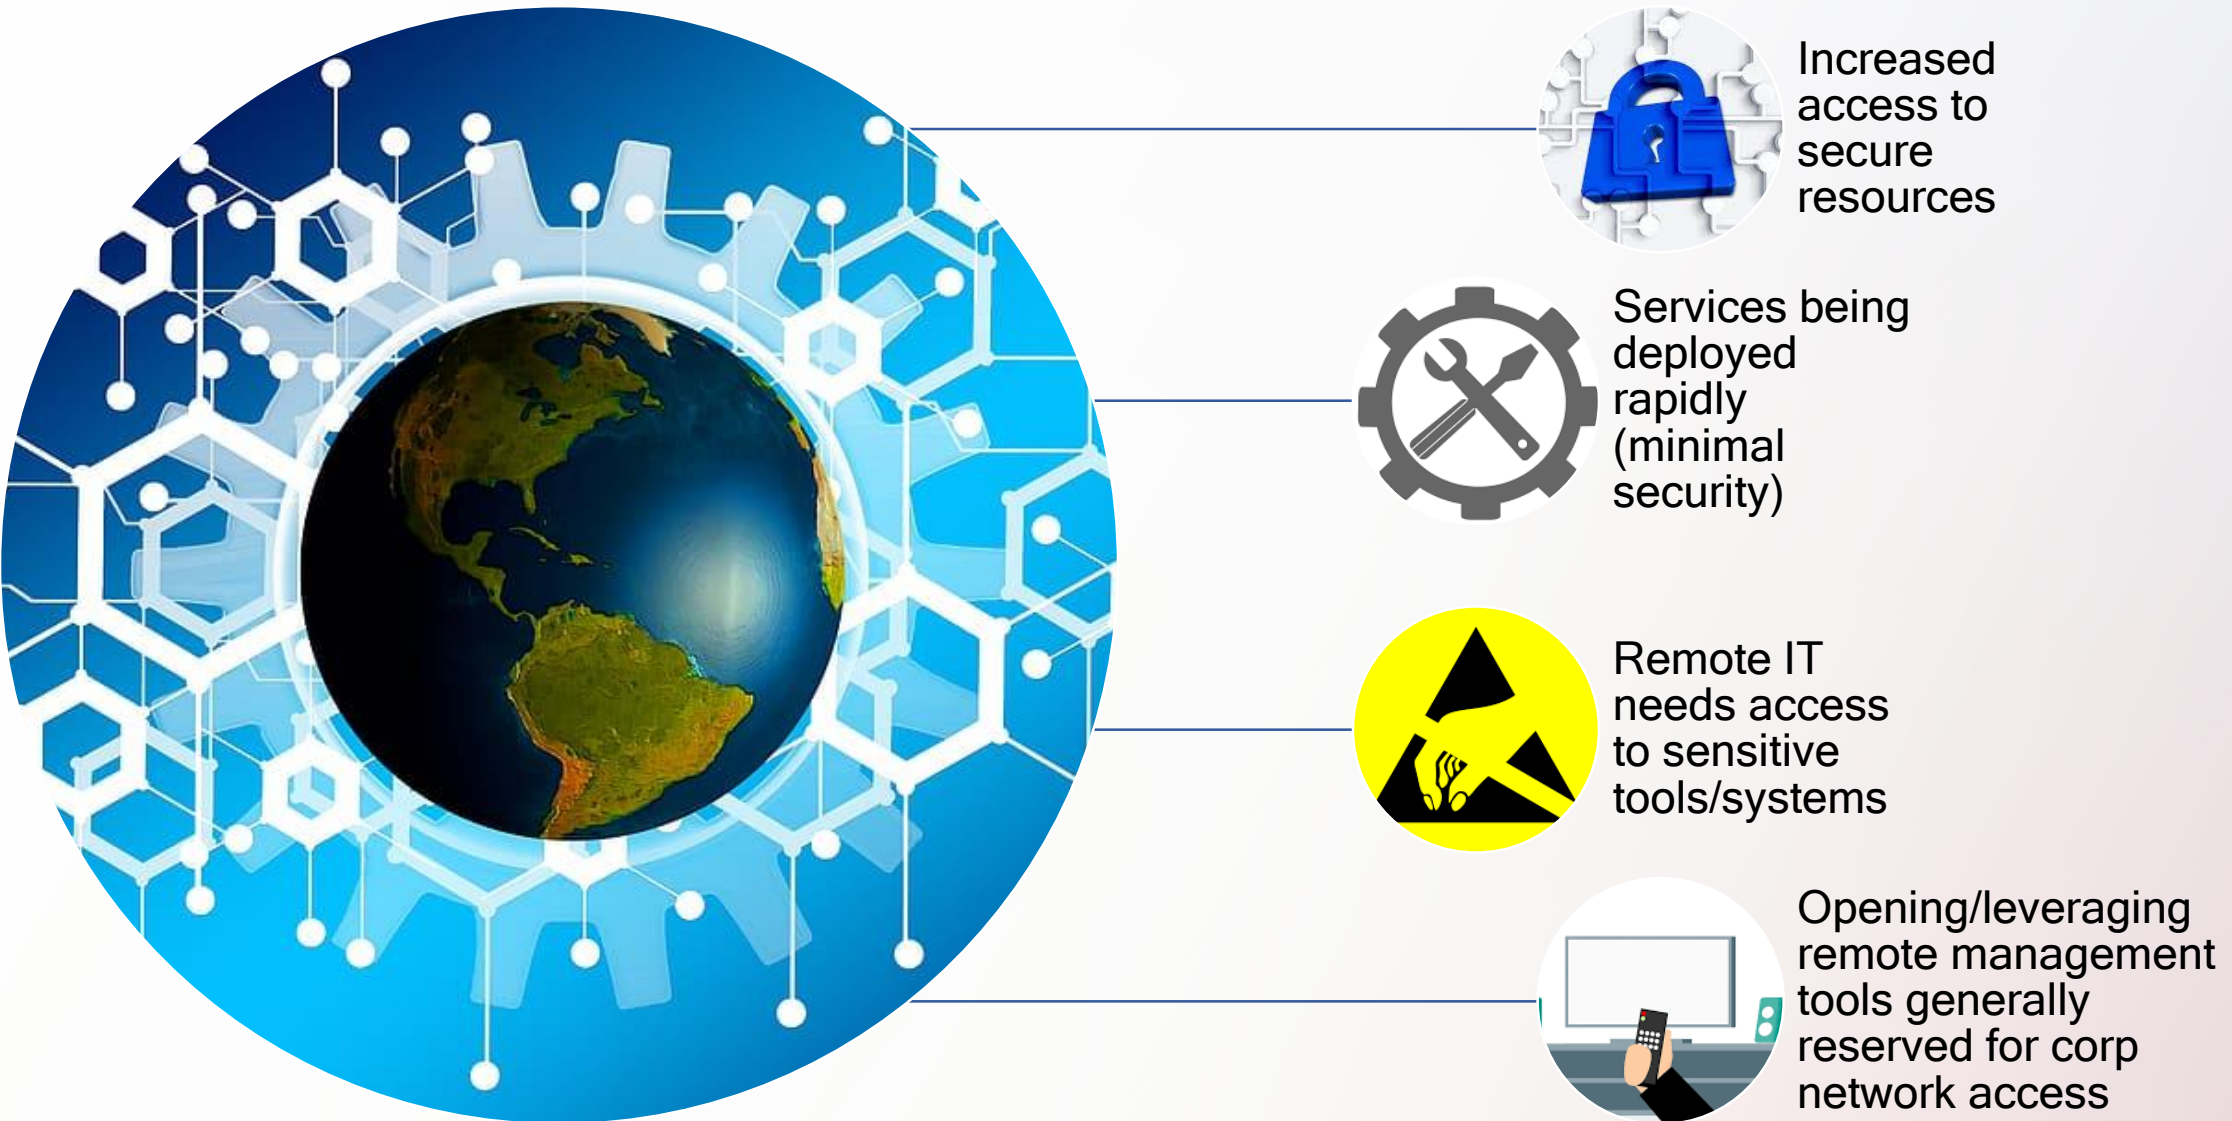 Increased
access to
secure
resources
Services being
deployed
rapidly
(minimal
security)
Remote IT
needs access
to sensitive
tools/systems
Opening/leveraging
remote management
tools generally
reserved for corp
network access